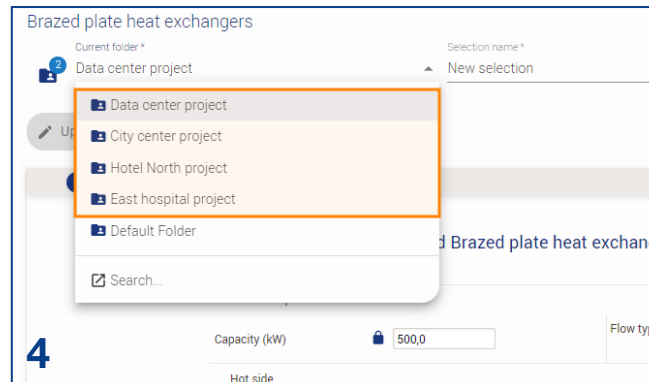 Brazed plate heat exchangers
Current folder *
Selection name *
2
Data center project
New selection
Data center project
City center project
Hotel North project
East hospital project
Default Folder
Brazed plate heat
Search...
Capacity (kW)
500,0
Flow
4
Hot side